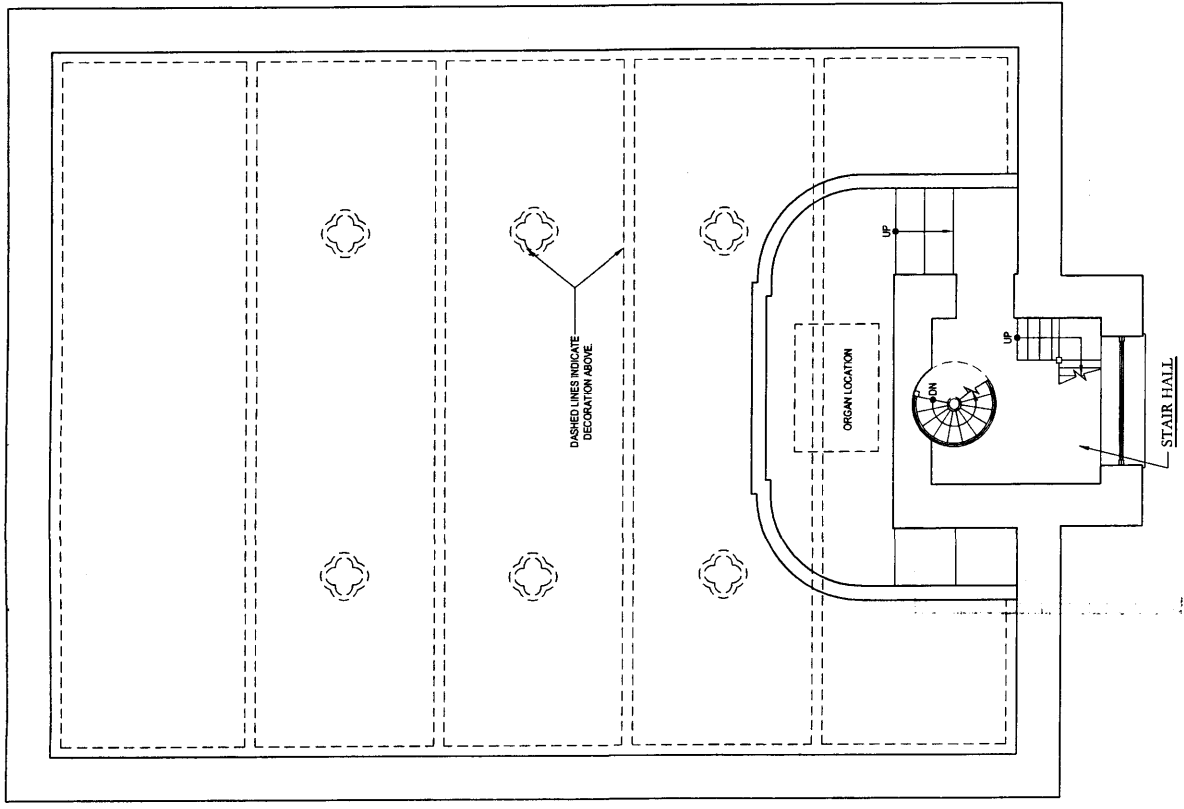 DASHED LINES INDICATE
DECORATION ABOVE.
UP
ORGAN LOCATION
DN
UP
STAIR HALL